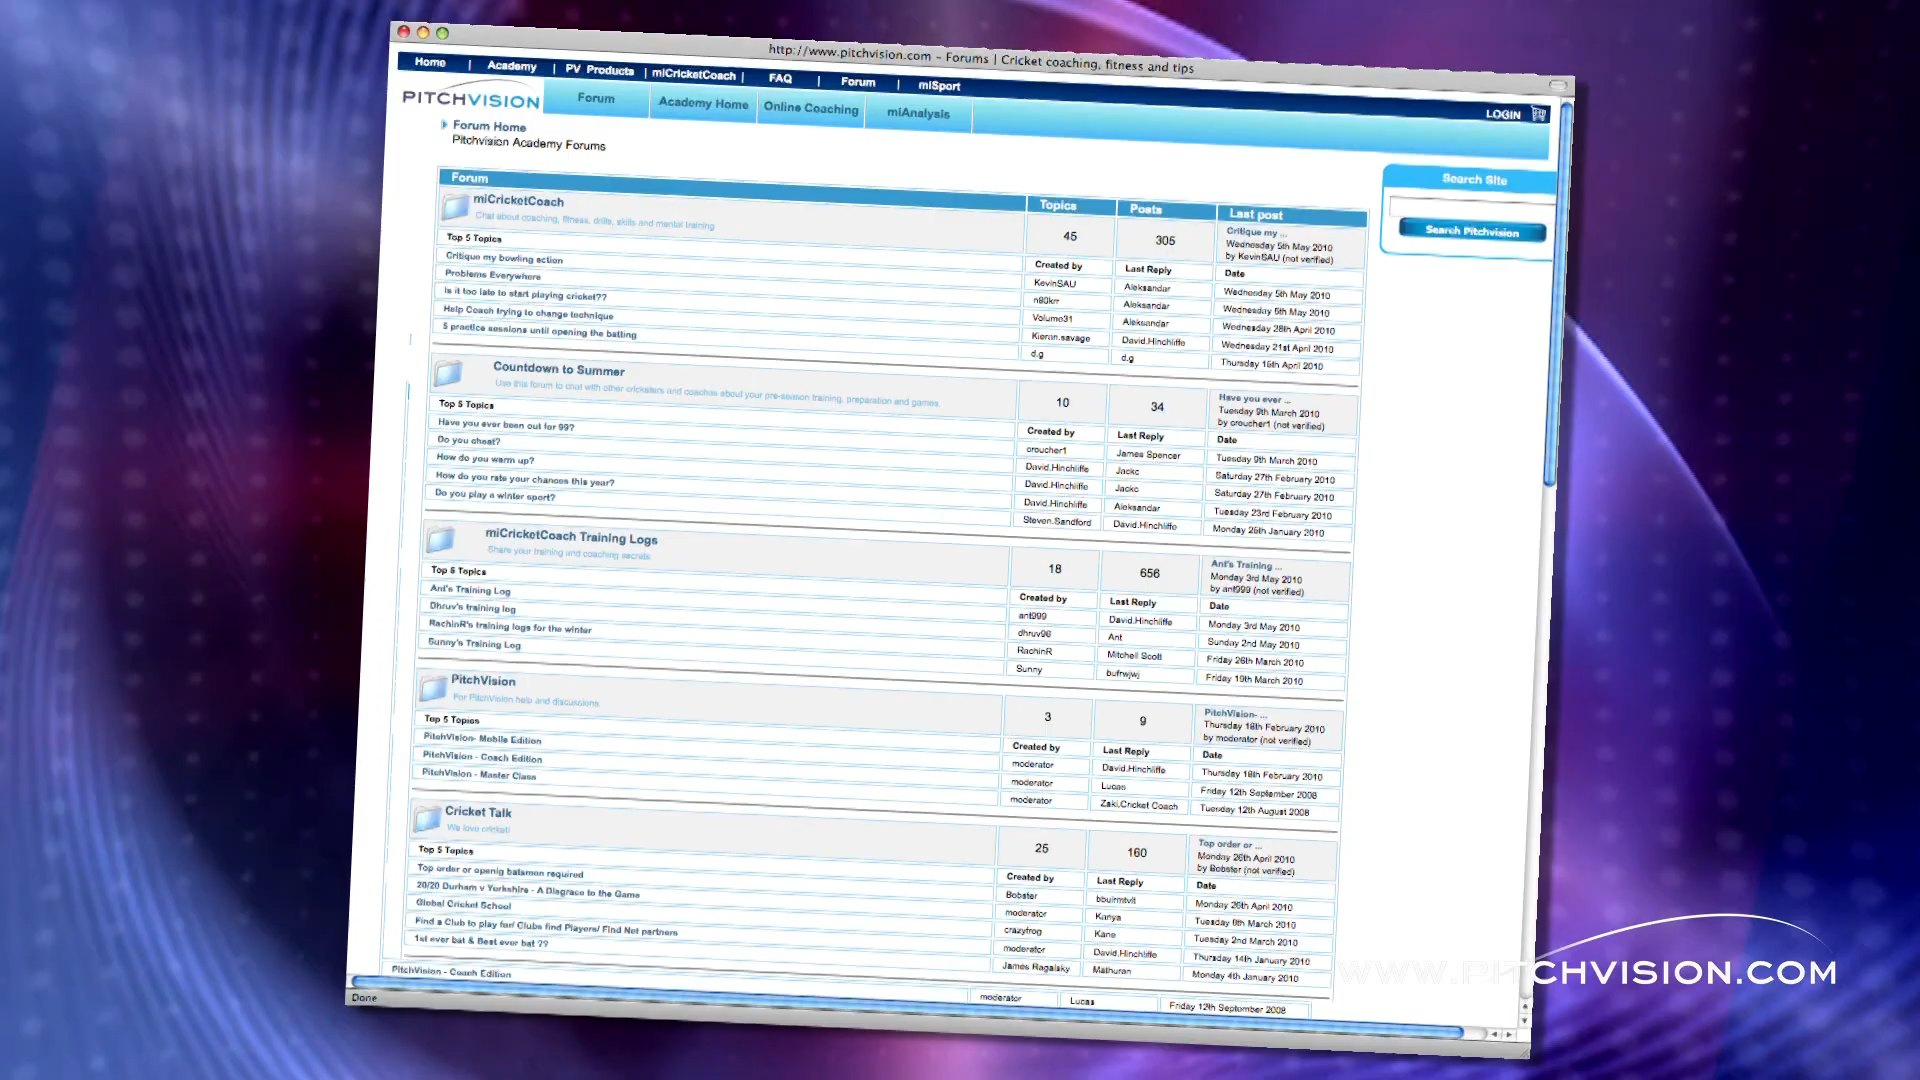 http://www.pitchvision.com – Forums | Cricket coaching, fitness and tips
Home | Academy | PV Products | miCricketCoach | FAQ | Forum | miSport
LOGIN
PITCHVISION
Forum Academy Home Online Coaching miAnalysis
Forum Home
Pitchvision Academy Forums
Search Site
Search Pitchvision
Forum Topics Posts Last post
miCricketCoach
Chat about coaching, fitness, drills, skills and mental training
45 305
Critique my ...
Wednesday 5th May 2010
by KevinSAU (not verified)
Top 5 Topics Created by Last Reply Date
Critique my bowling action KevinSAU Aleksandar Wednesday 5th May 2010
Problems Everywhere n80krr Aleksandar Wednesday 5th May 2010
Is it too late to start playing cricket?? Volume31 Aleksandar Wednesday 28th April 2010
Help Coach trying to change technique Kieran.savage David.Hinchliffe Wednesday 21st April 2010
5 practice sessions until opening the batting d.g d.g Thursday 15th April 2010
Countdown to Summer
Use this forum to chat with other cricketers and coaches about your pre-season training, preparation and games.
10 34
Have you ever ...
Tuesday 9th March 2010
by croucher1 (not verified)
Top 5 Topics Created by Last Reply Date
Have you ever been out for 99? croucher1 James Spencer Tuesday 9th March 2010
Do you cheat? David.Hinchliffe Jackc Saturday 27th February 2010
How do you warm up? David.Hinchliffe Jackc Saturday 27th February 2010
How do you rate your chances this year? David.Hinchliffe Aleksandar Tuesday 23rd February 2010
Do you play a winter sport? Steven.Sandford David.Hinchliffe Monday 25th January 2010
miCricketCoach Training Logs
Share your training and coaching secrets
18 656
Ant's Training ...
Monday 3rd May 2010
by ant999 (not verified)
Top 5 Topics Created by Last Reply Date
Ant's Training Log ant999 David.Hinchliffe Monday 3rd May 2010
Dhruv's training log dhruv96 Ant Sunday 2nd May 2010
RachinR's training logs for the winter RachinR Mitchell Scott Friday 26th March 2010
Sunny's Training Log Sunny bufrwjwj Friday 19th March 2010
PitchVision
For PitchVision help and discussions
3 9
PitchVision- ...
Thursday 18th February 2010
by moderator (not verified)
Top 5 Topics Created by Last Reply Date
PitchVision- Mobile Edition moderator David.Hinchliffe Thursday 18th February 2010
PitchVision - Coach Edition moderator Lucas Friday 12th September 2008
PitchVision - Master Class moderator Zaki,Cricket Coach Tuesday 12th August 2008
Cricket Talk
We love cricket!
25 160
Top order or ...
Monday 26th April 2010
by Bobster (not verified)
Top 5 Topics Created by Last Reply Date
Top order or openig batsmen required Bobster bbuirmtvit Monday 26th April 2010
20/20 Durham v Yorkshire - A Disgrace to the Game moderator Kanya Tuesday 6th March 2010
Global Cricket School crazyfrog Kane Tuesday 2nd March 2010
Find a Club to play for/ Clubs find Players/ Find Net partners moderator David.Hinchliffe Thursday 14th January 2010
1st ever bat & Best ever bat ?? James Ragalsky Mathuran Monday 4th January 2010
PitchVision - Coach Edition moderator Lucas Friday 12th September 2008
Done
WWW.PITCHVISION.COM